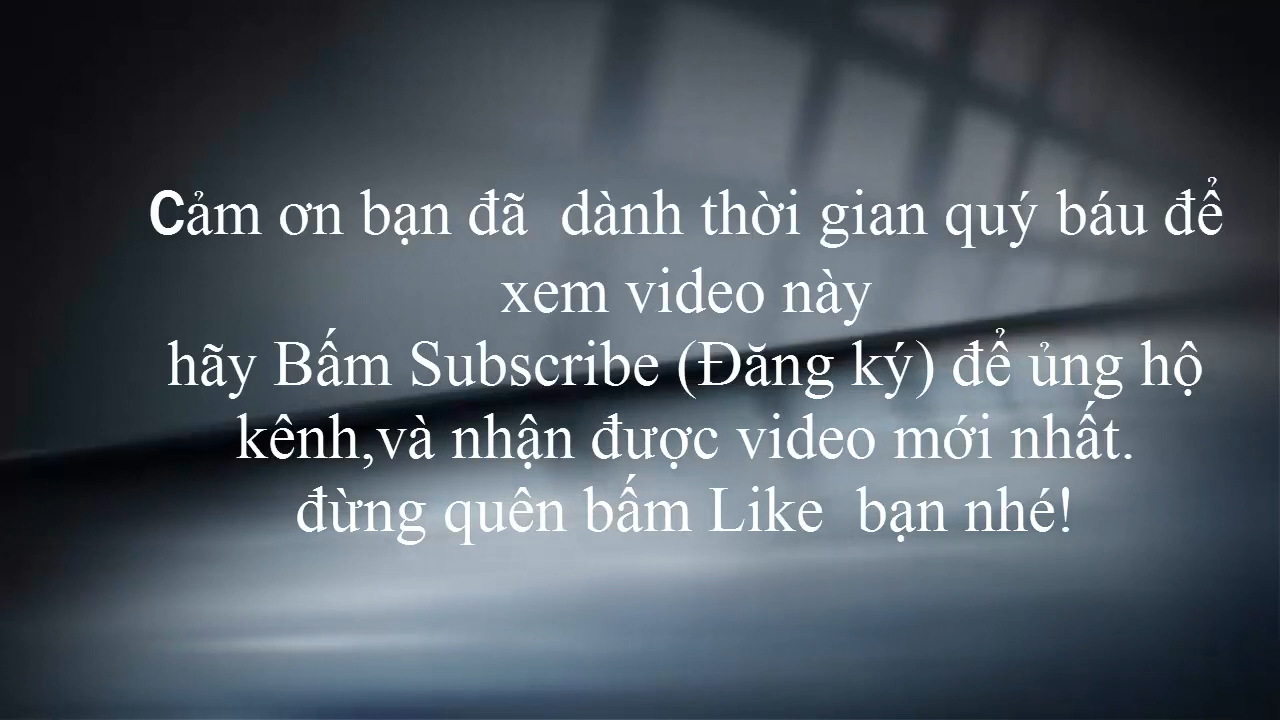 Cảm ơn bạn đã  dành thời gian quý báu để
xem video này
hãy Bấm Subscribe (Đăng ký) để ủng hộ
kênh,và nhận được video mới nhất.
đừng quên bấm Like  bạn nhé!